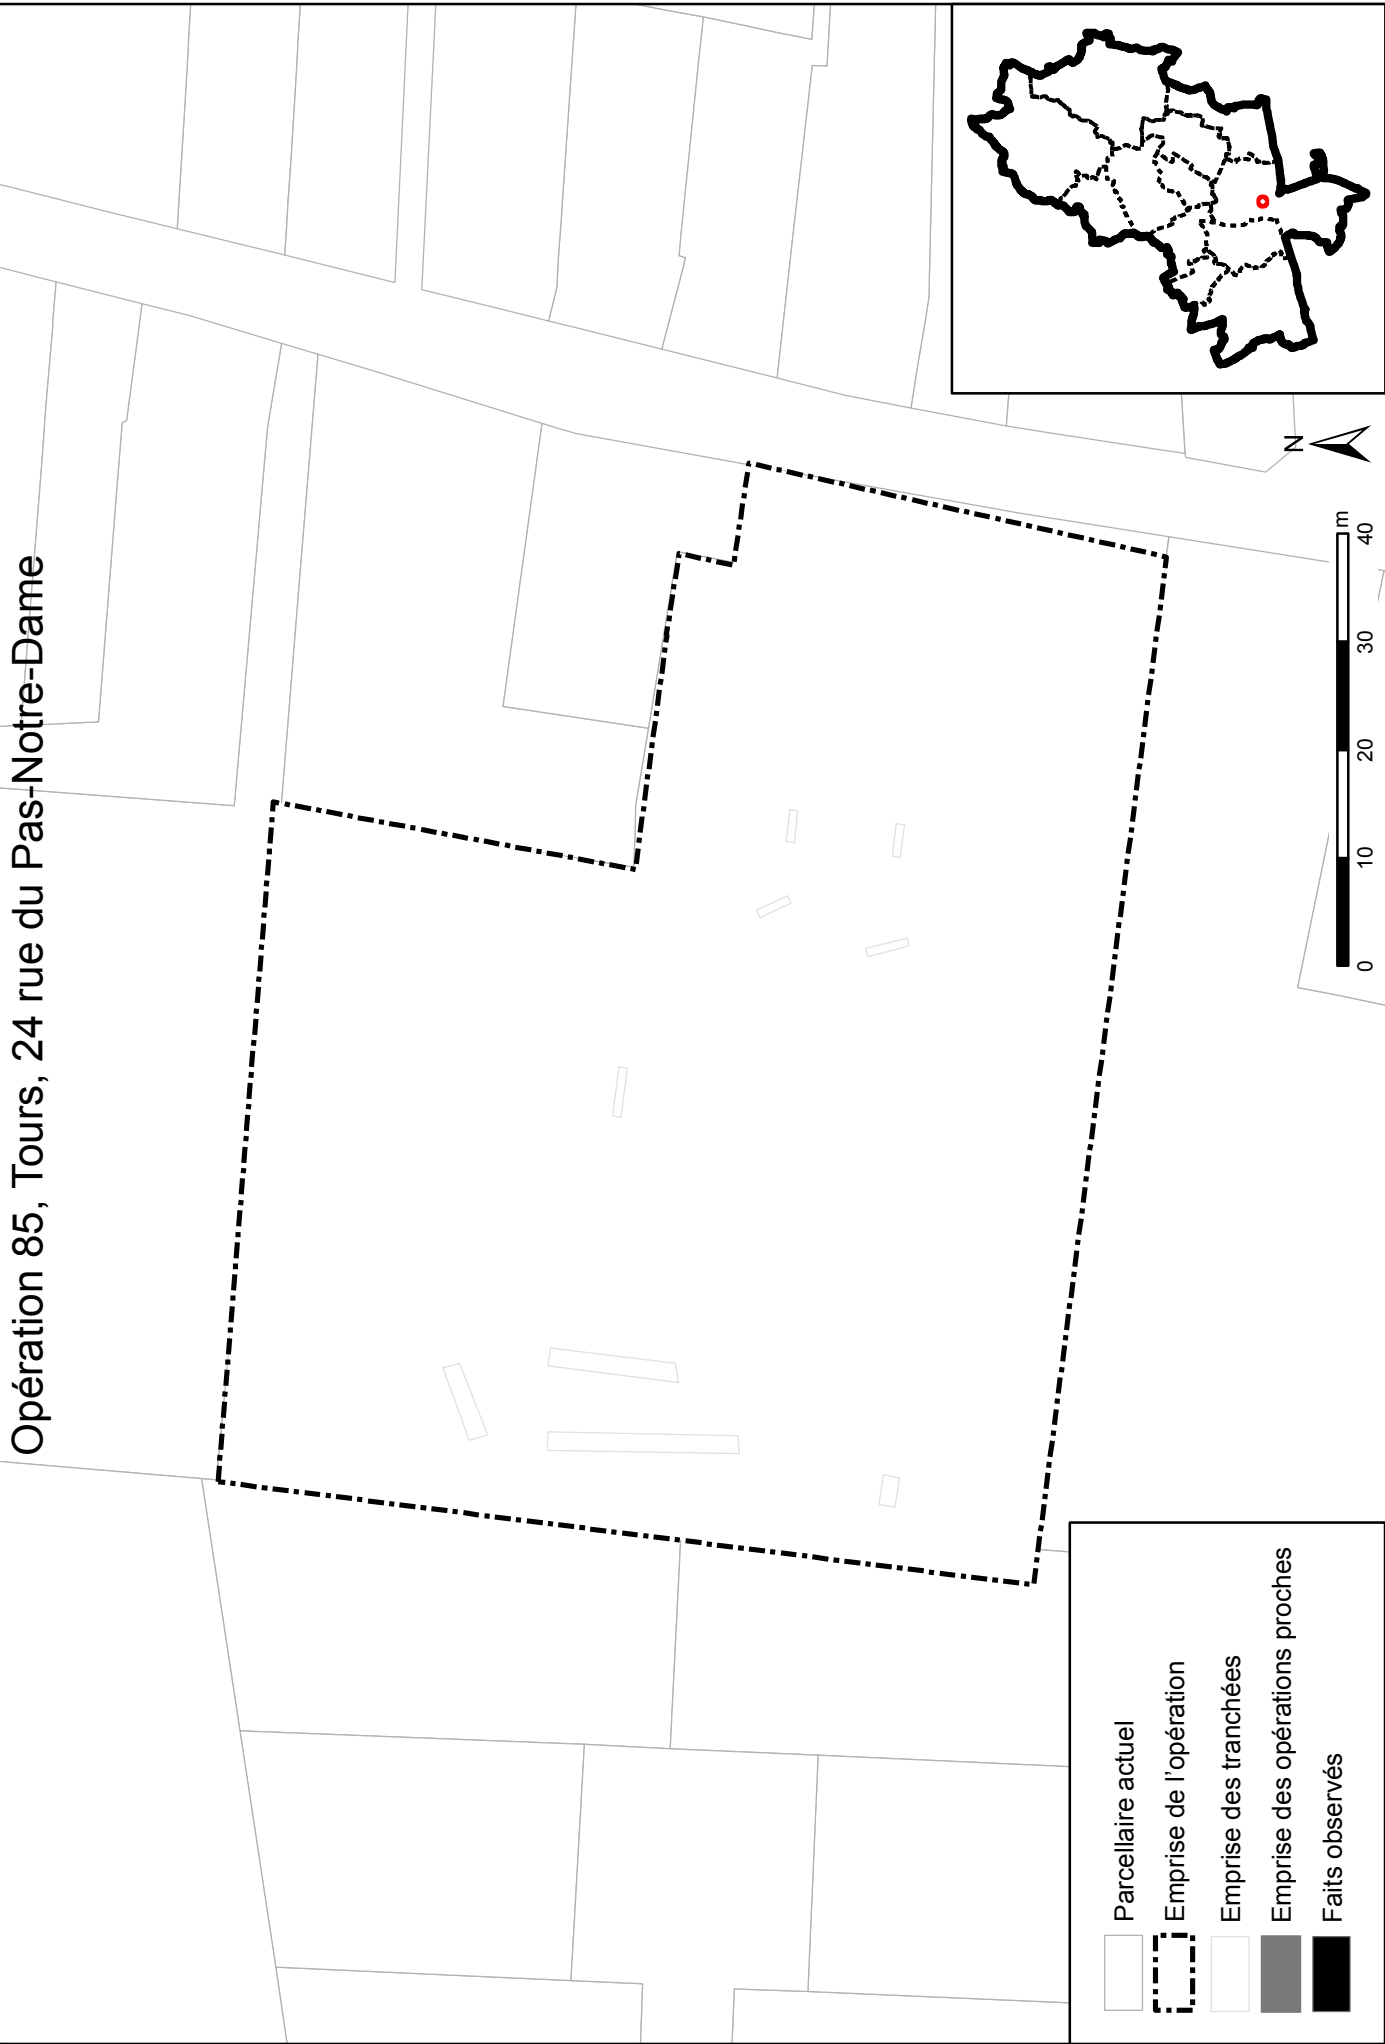 Opération 85, Tours, 24 rue du Pas-Notre-Dame
N
0 10 20 30 40
m
Parcellaire actuel
Emprise de l'opération
Emprise des tranchées
Emprise des opérations proches
Faits observés